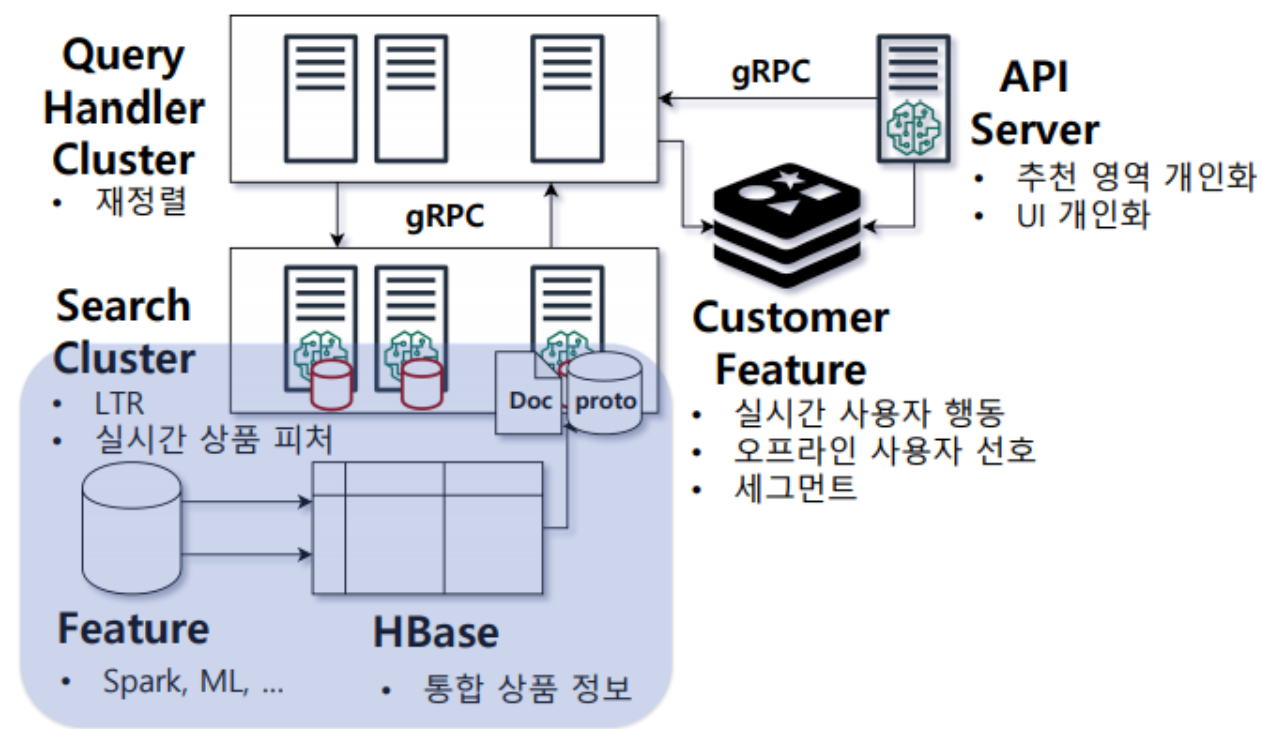 Query
Handler
Cluster
• 재정렬
gRPC
API
Server
• 추천 영역 개인화
• UI 개인화
gRPC
Search
Cluster
• LTR
• 실시간 상품 피처
Doc
proto
Customer
Feature
• 실시간 사용자 행동
• 오프라인 사용자 선호
• 세그먼트
Feature
• Spark, ML, ...
HBase
• 통합 상품 정보